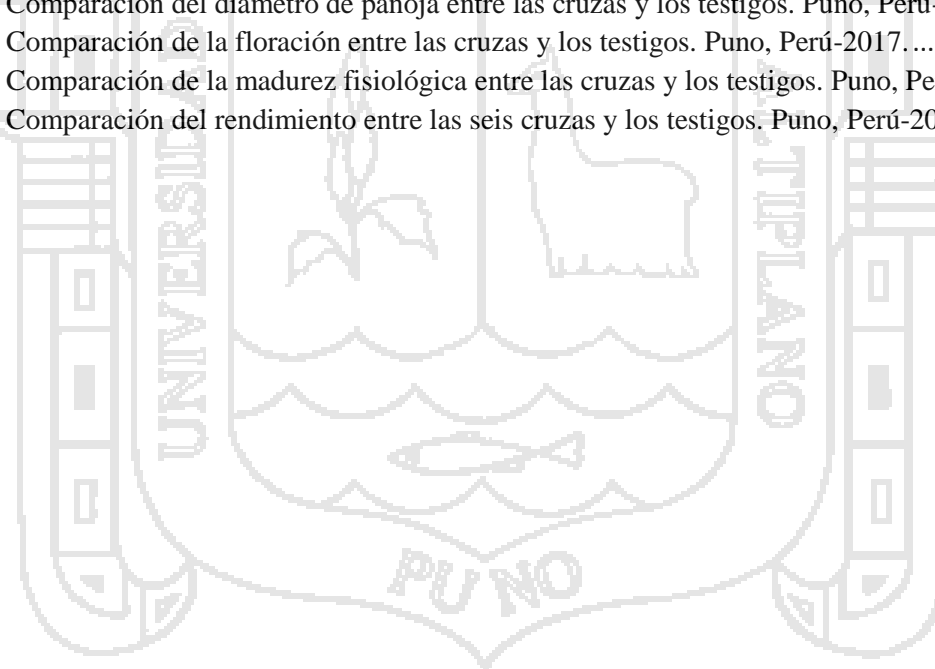 Comparación del diámetro de panoja entre las cruzas y los testigos. Puno, Perú-
Comparación de la floración entre las cruzas y los testigos. Puno, Perú-2017....
Comparación de la madurez fisiológica entre las cruzas y los testigos. Puno, Pe
Comparación del rendimiento entre las seis cruzas y los testigos. Puno, Perú-20
UNIVERSIDAD
ALTIPLANO
PUNO